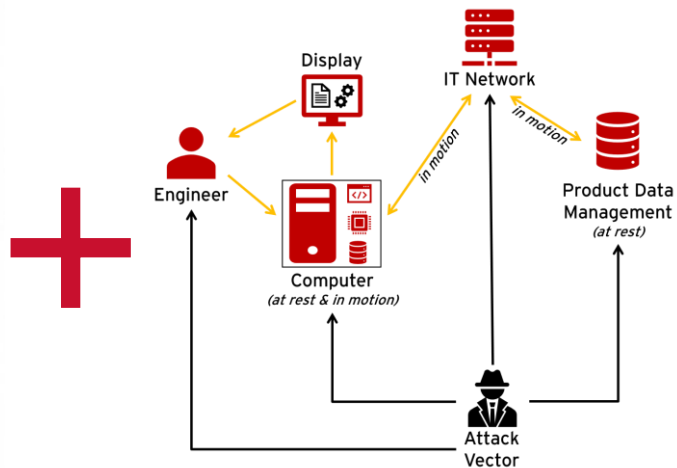 Display
IT Network
in motion
in motion
Engineer
</>
Product Data
Management
(at rest)
Computer
(at rest & in motion)
Attack
Vector